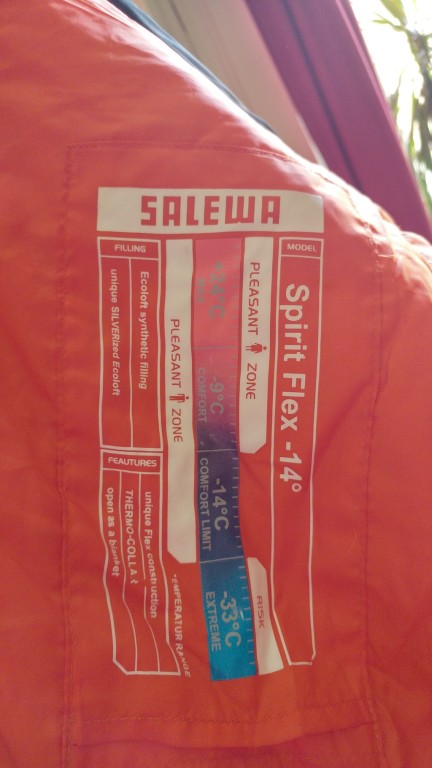 SALEWA
MODEL
Spirit Flex -14°
PLEASANT ZONE
RISK
+24°C
-9°C
COMFORT
-14°C
COMFORT LIMIT
-33°C
EXTREME
PLEASANT ZONE
TEMPERATUR RANGE
FILLING
Ecoloft synthetic filling
unique SILVERized Ecoloft
FEAUTURES
unique Flex construction
THERMO-COLLAR
open as a blanket